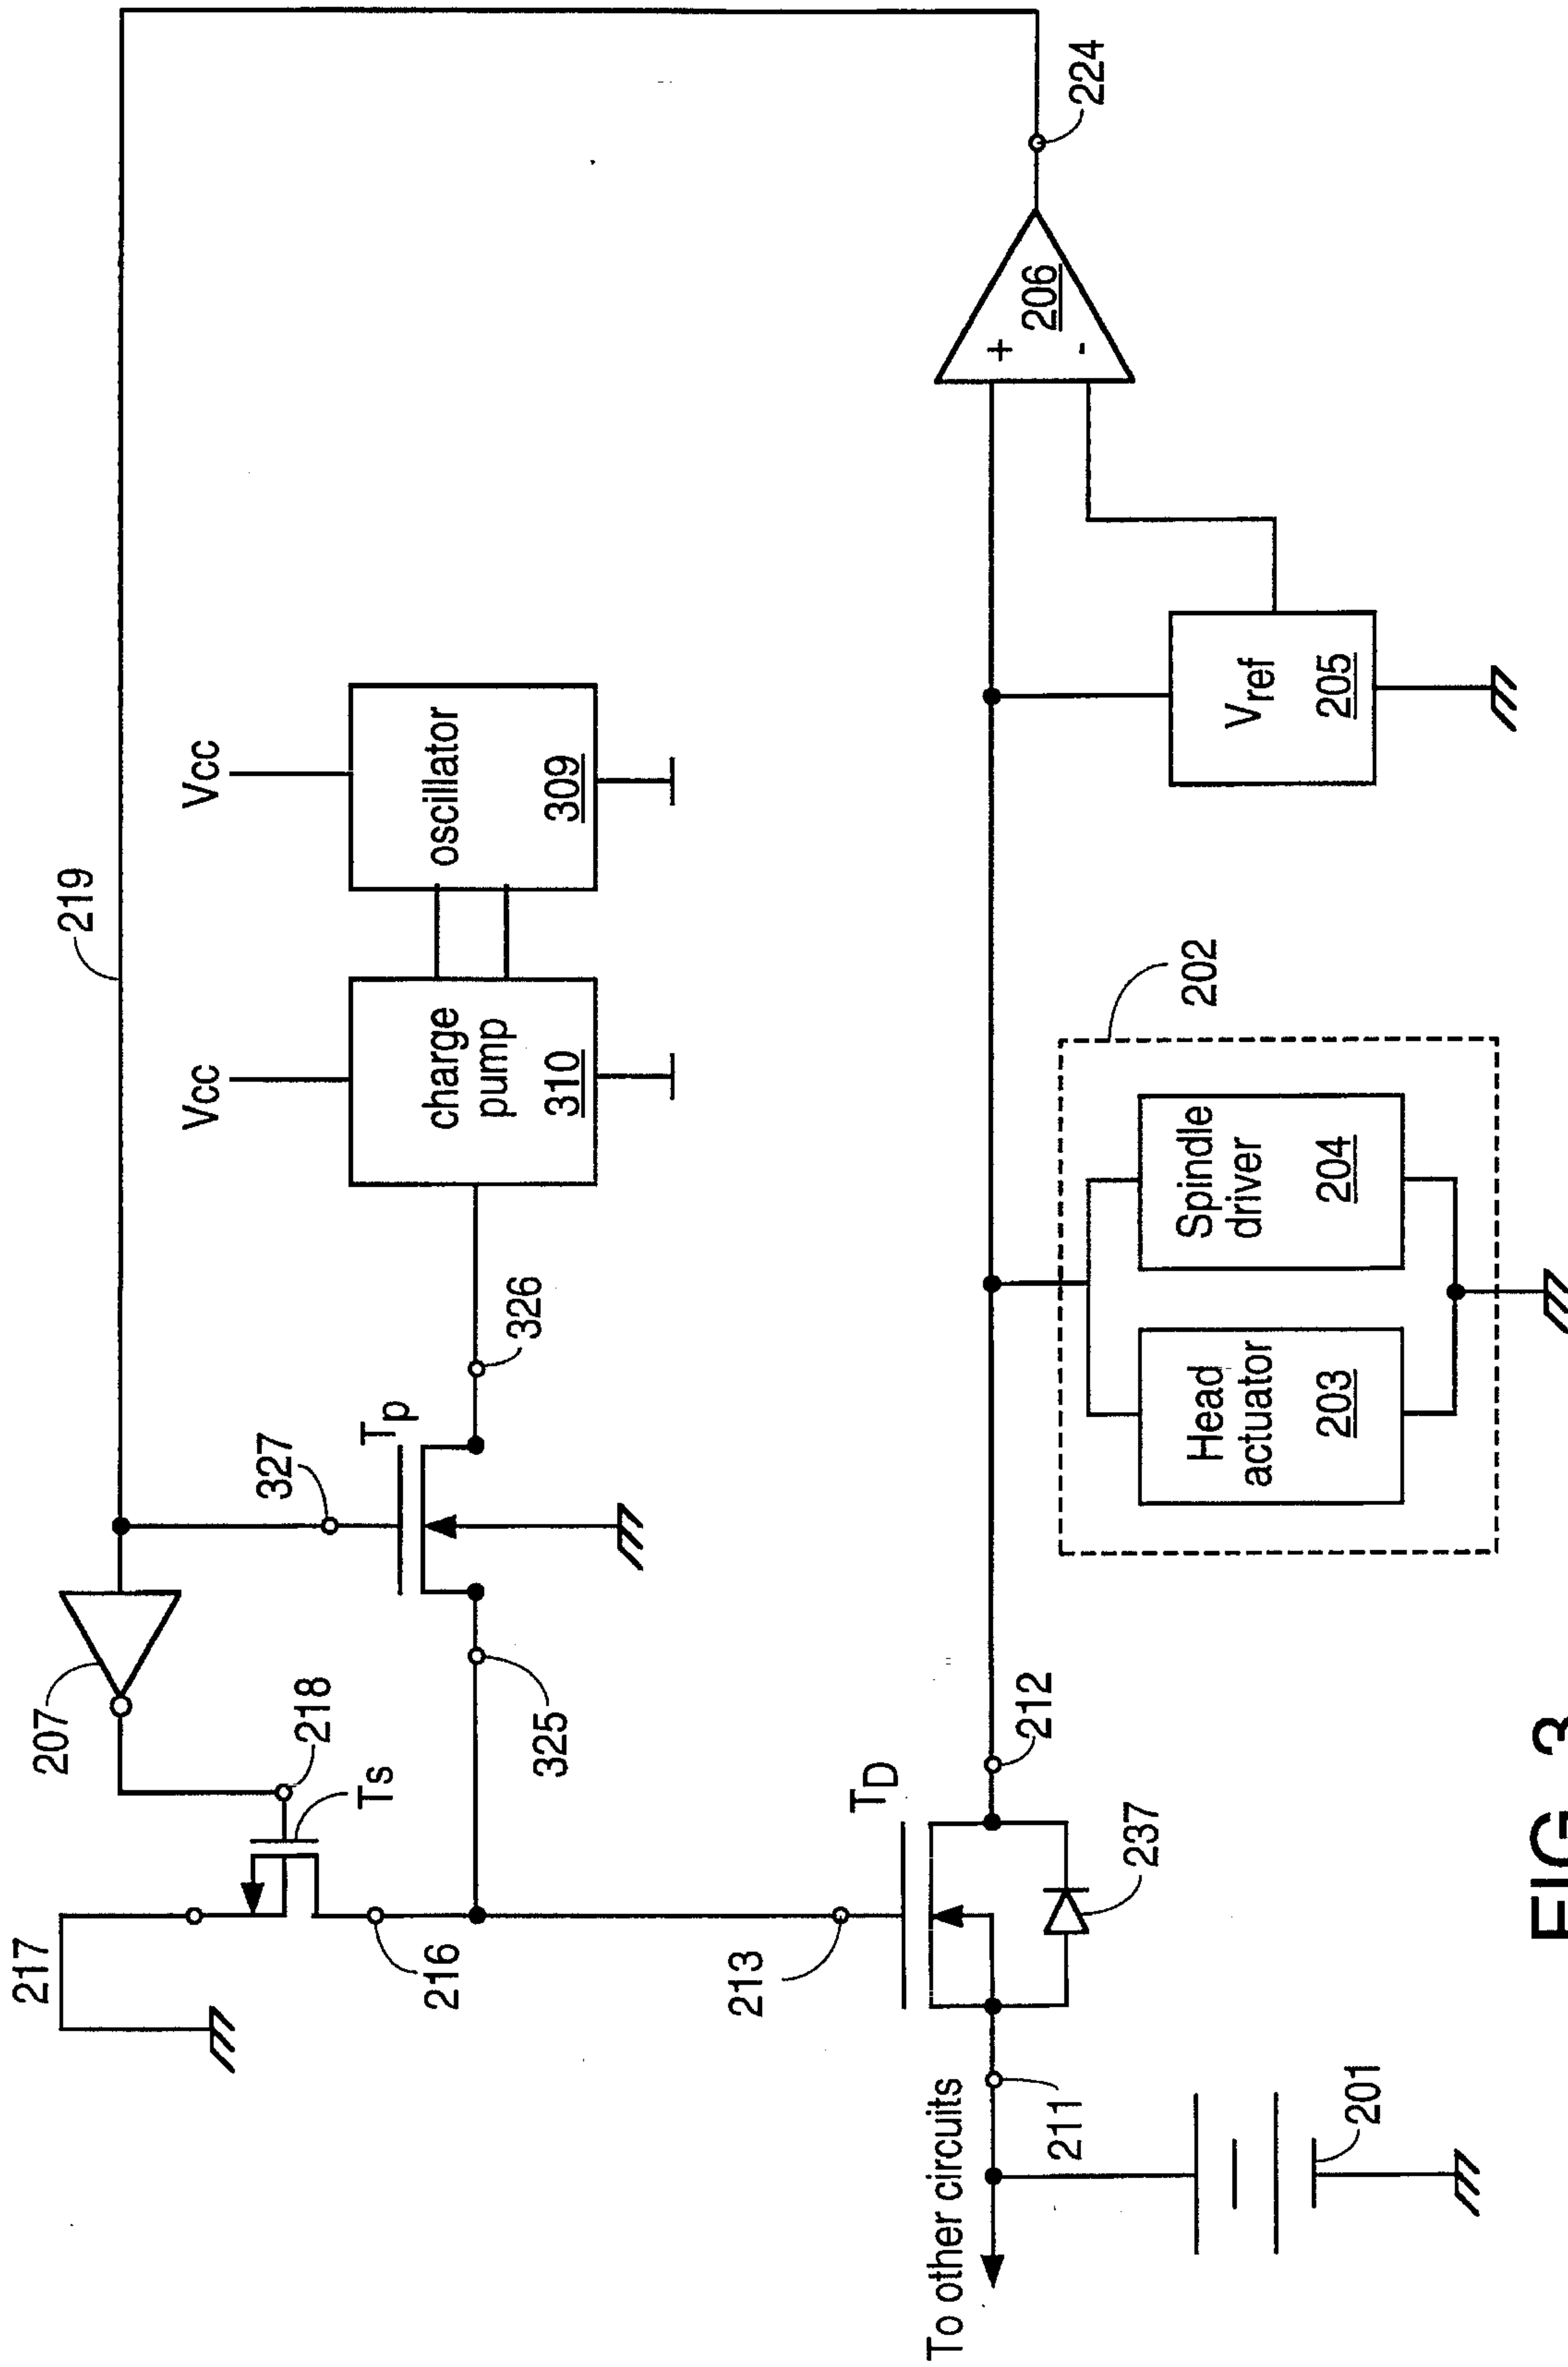 217
207
219
218
Ts
327
Tp
Vcc
Vcc
216
325
326
charge
pump
310
oscillator
309
213
TD
To other circuits
211
212
237
201
Head
actuator
203
Spindle
driver
204
202
Vref
205
+
-
206
224
FIG. 3